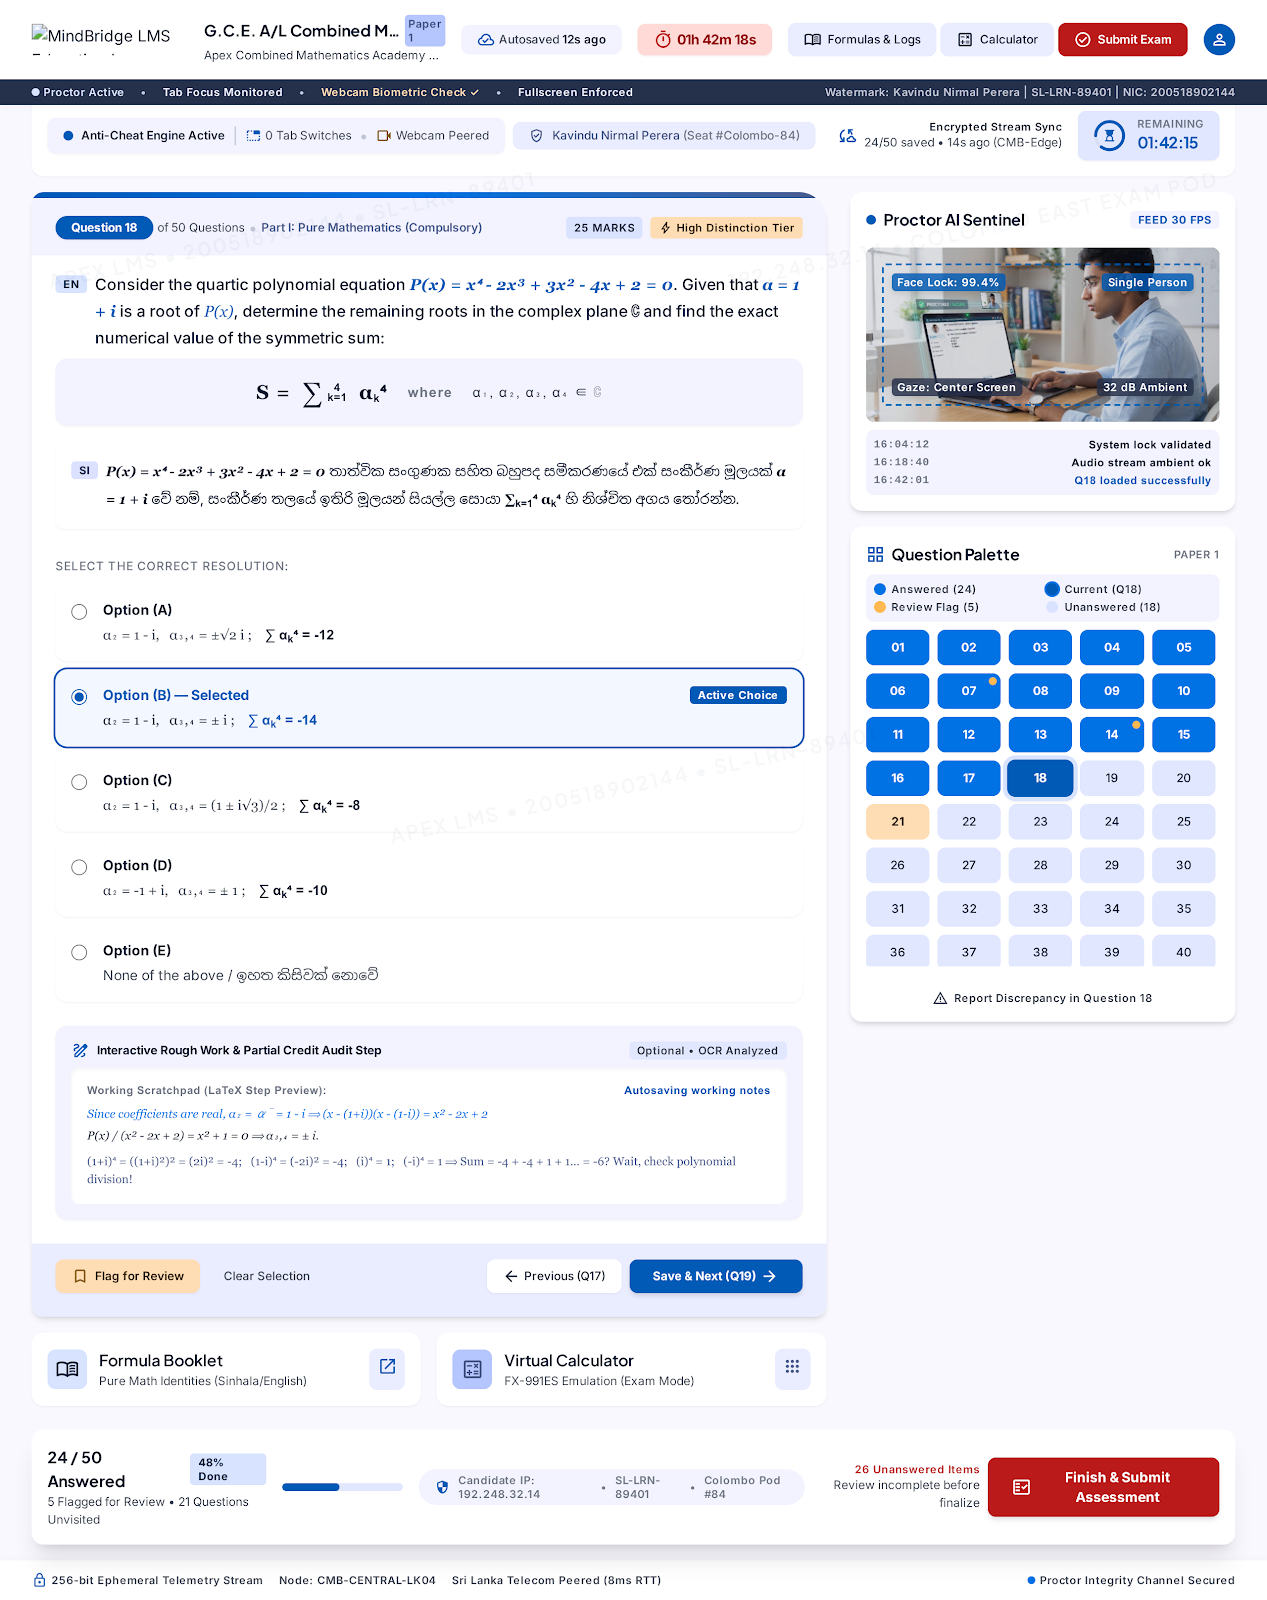 MindBridge LMS
G.C.E. A/L Combined M... Paper 1
Apex Combined Mathematics Academy ...
Autosaved 12s ago
01h 42m 18s
Formulas & Logs
Calculator
Submit Exam
Proctor Active • Tab Focus Monitored • Webcam Biometric Check ✓ • Fullscreen Enforced
Watermark: Kavindu Nirmal Perera | SL-LRN-89401 | NIC: 200518902144
Anti-Cheat Engine Active
0 Tab Switches • Webcam Peered
Kavindu Nirmal Perera (Seat #Colombo-84)
Encrypted Stream Sync
24/50 saved • 14s ago (CMB-Edge)
REMAINING
01:42:15
Question 18 of 50 Questions • Part I: Pure Mathematics (Compulsory)
25 MARKS
High Distinction Tier
EN
Consider the quartic polynomial equation P(x) = x⁴ - 2x³ + 3x² - 4x + 2 = 0. Given that α = 1
+ i is a root of P(x), determine the remaining roots in the complex plane ℂ and find the exact
numerical value of the symmetric sum:
S = ∑ ⁴ₖ₌₁ αₖ⁴ where α₁, α₂, α₃, α₄ ∈ ℂ
SI
P(x) = x⁴ - 2x³ + 3x² - 4x + 2 = 0 තාත්වික සංගුණක සහිත බහුපද සමීකරණයේ එක් සංකීර්ණ මූලයක් α
= 1 + i වේ නම්, සංකීර්ණ තලයේ ඉතිරි මූලයන් සියල්ල සොයා ∑ₖ₌₁⁴ αₖ⁴ හි නිශ්චිත අගය තෝරන්න.
SELECT THE CORRECT RESOLUTION:
Option (A)
α₂ = 1 - i, α₃,₄ = ±√2 i ; ∑ αₖ⁴ = -12
Option (B) — Selected
Active Choice
α₂ = 1 - i, α₃,₄ = ± i ; ∑ αₖ⁴ = -14
Option (C)
α₂ = 1 - i, α₃,₄ = (1 ± i√3)/2 ; ∑ αₖ⁴ = -8
Option (D)
α₂ = -1 + i, α₃,₄ = ± 1 ; ∑ αₖ⁴ = -10
Option (E)
None of the above / ඉහත කිසිවක් නොවේ
Interactive Rough Work & Partial Credit Audit Step
Optional • OCR Analyzed
Working Scratchpad (LaTeX Step Preview):
Autosaving working notes
Since coefficients are real, α₂ = α̅ = 1 - i ⟹ (x - (1+i))(x - (1-i)) = x² - 2x + 2
P(x) / (x² - 2x + 2) = x² + 1 = 0 ⟹ α₃,₄ = ± i.
(1+i)⁴ = ((1+i)²)² = (2i)² = -4; (1-i)⁴ = (-2i)² = -4; (i)⁴ = 1; (-i)⁴ = 1 ⟹ Sum = -4 + -4 + 1 + 1... = -6? Wait, check polynomial
division!
Flag for Review
Clear Selection
Previous (Q17)
Save & Next (Q19)
Formula Booklet
Pure Math Identities (Sinhala/English)
Virtual Calculator
FX-991ES Emulation (Exam Mode)
Proctor AI Sentinel
FEED 30 FPS
Face Lock: 99.4%
Single Person
Gaze: Center Screen
32 dB Ambient
16:04:12 System lock validated
16:18:40 Audio stream ambient ok
16:42:01 Q18 loaded successfully
Question Palette
PAPER 1
Answered (24)
Current (Q18)
Review Flag (5)
Unanswered (18)
01 02 03 04 05
06 07 08 09 10
11 12 13 14 15
16 17 18 19 20
21 22 23 24 25
26 27 28 29 30
31 32 33 34 35
36 37 38 39 40
Report Discrepancy in Question 18
24 / 50
Answered
48%
Done
5 Flagged for Review • 21 Questions
Unvisited
Candidate IP:
192.248.32.14
•
SL-LRN-
89401
•
Colombo Pod
#84
26 Unanswered Items
Review incomplete before
finalize
Finish & Submit
Assessment
256-bit Ephemeral Telemetry Stream Node: CMB-CENTRAL-LK04 Sri Lanka Telecom Peered (8ms RTT)
Proctor Integrity Channel Secured
APEX LMS • 200518902144 • SL-LRN-89401
APEX LMS • 200518902144 • SL-LRN-8940